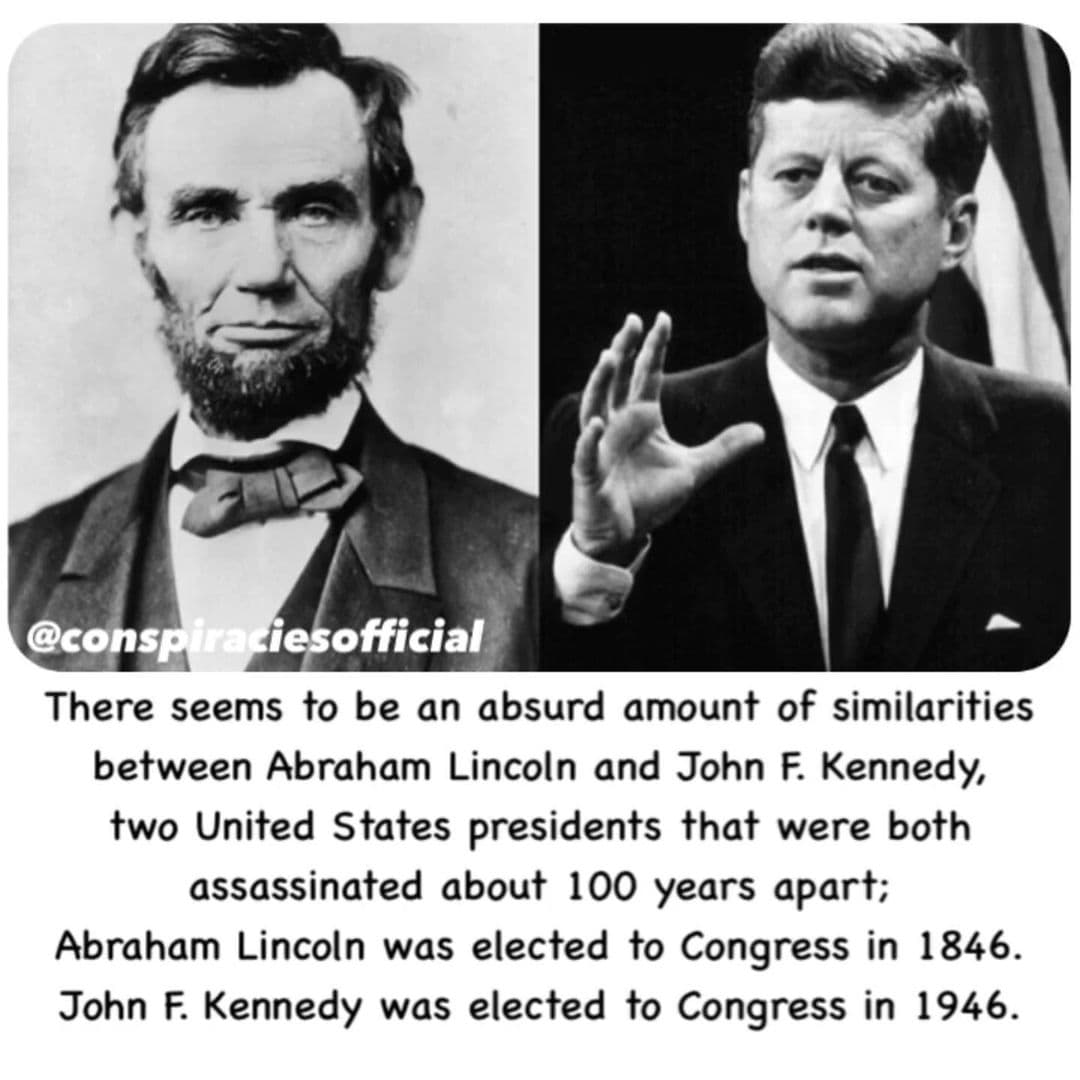 @conspiraciesofficial
There seems to be an absurd amount of similarities
between Abraham Lincoln and John F. Kennedy,
two United States presidents that were both
assassinated about 100 years apart;
Abraham Lincoln was elected to Congress in 1846.
John F. Kennedy was elected to Congress in 1946.